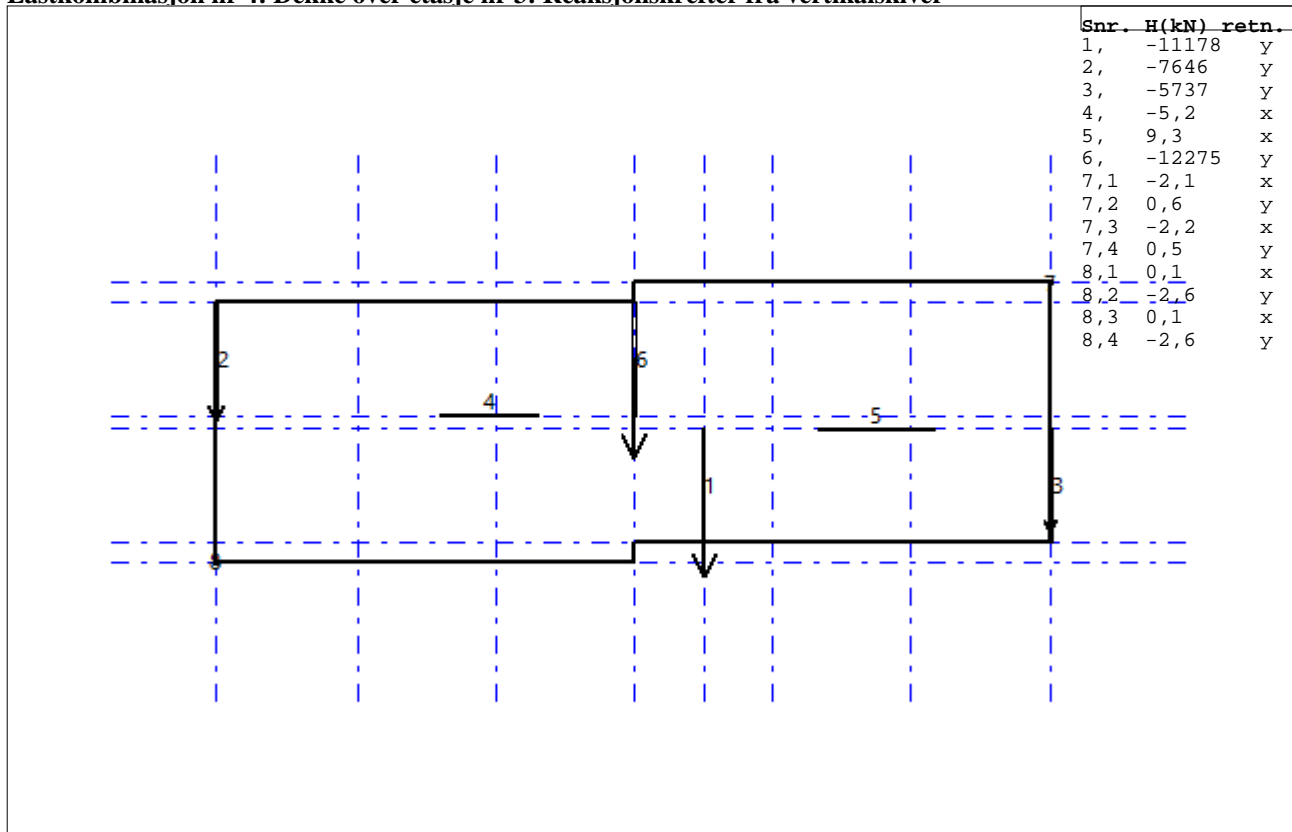 Lastkombinasjon nr 4. Dekke over etasje nr 3. Reaksjonskrefter fra vertikalskiver
Snr. H(kN) retn.
1, -11178 y
2, -7646 y
3, -5737 y
4, -5,2 x
5, 9,3 x
6, -12275 y
7,1 -2,1 x
7,2 0,6 y
7,3 -2,2 x
7,4 0,5 y
8,1 0,1 x
8,2 -2,6 y
8,3 0,1 x
8,4 -2,6 y
7
2
6
4
5
1
3
8